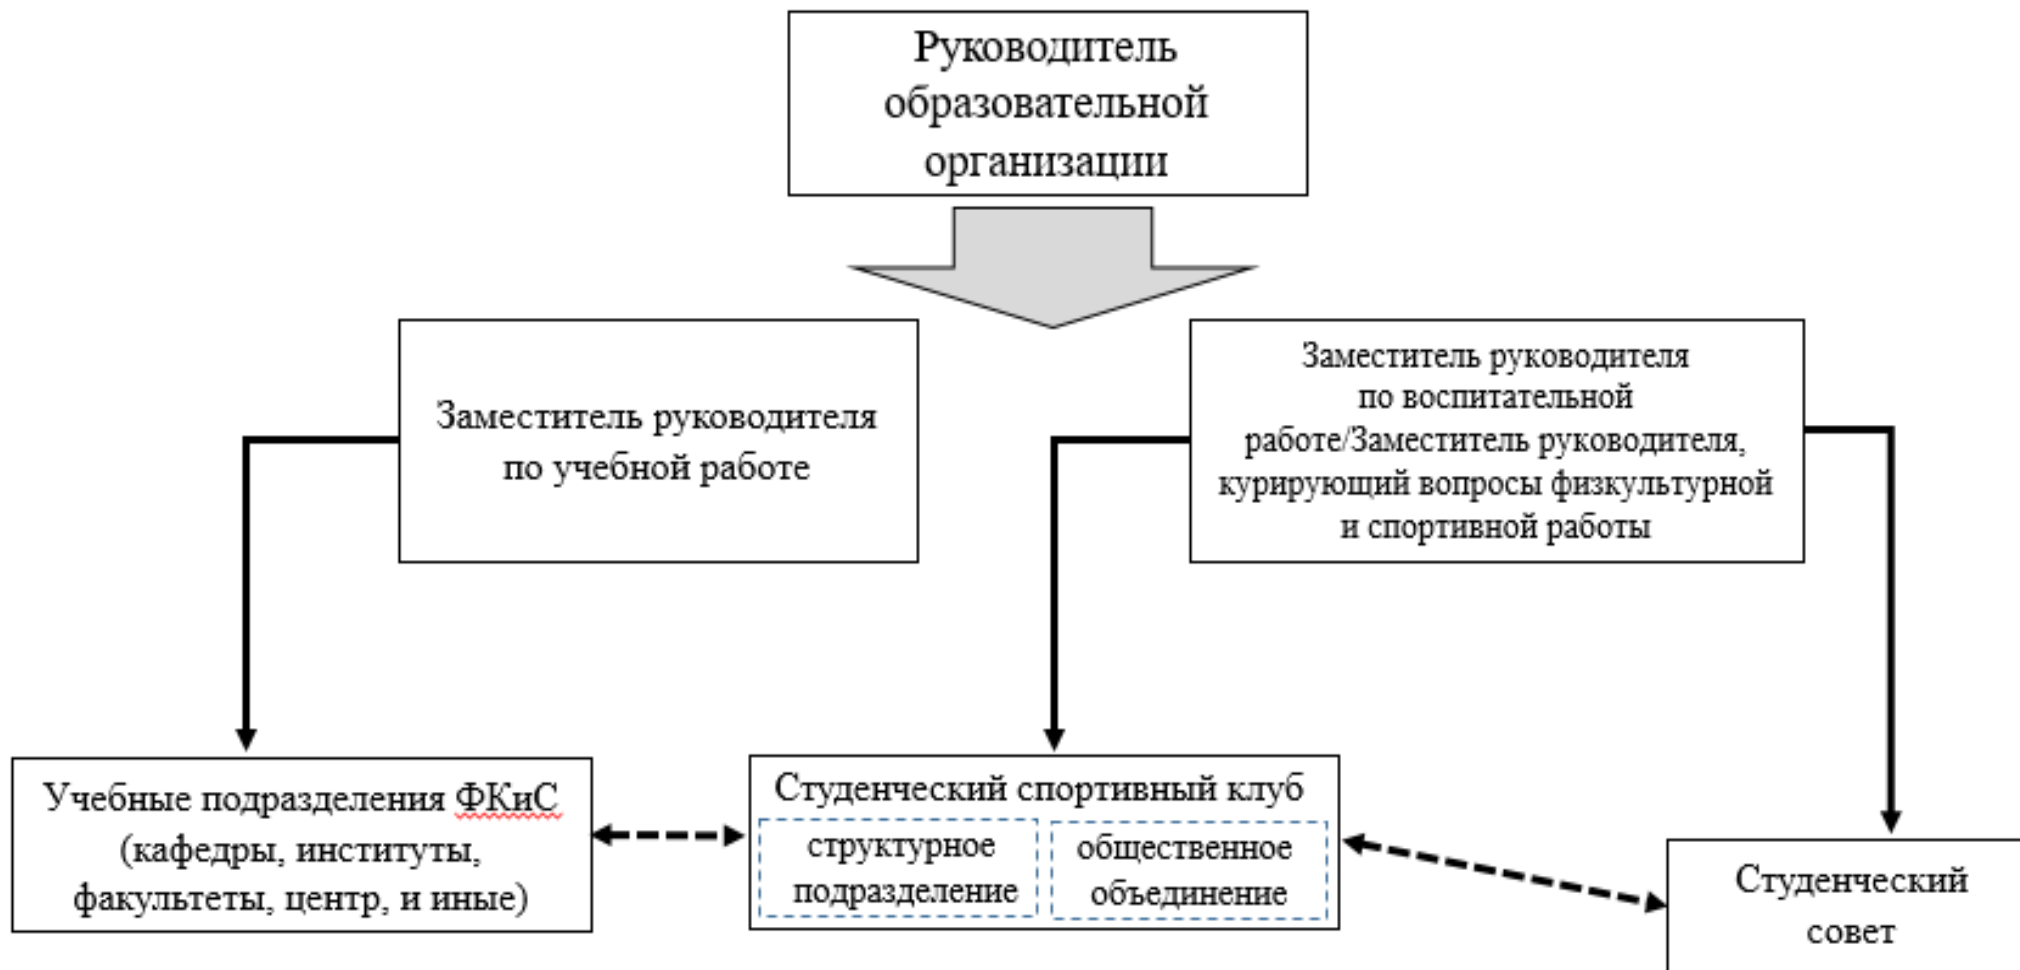 Руководитель
образовательной
организации
Заместитель руководителя
по учебной работе
Заместитель руководителя
по воспитательной
работе/Заместитель руководителя,
курирующий вопросы физкультурной
и спортивной работы
Учебные подразделения ФКиС
(кафедры, институты,
факультеты, центр, и иные)
Студенческий спортивный клуб
структурное
подразделение
общественное
объединение
Студенческий
совет